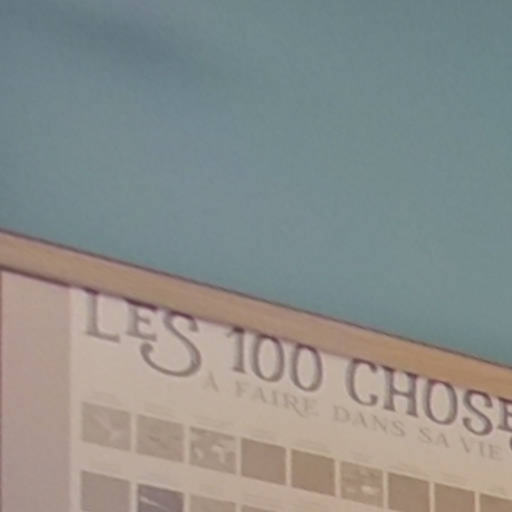 LES 100 CHOSE
À FAIRE DANS SA VIE